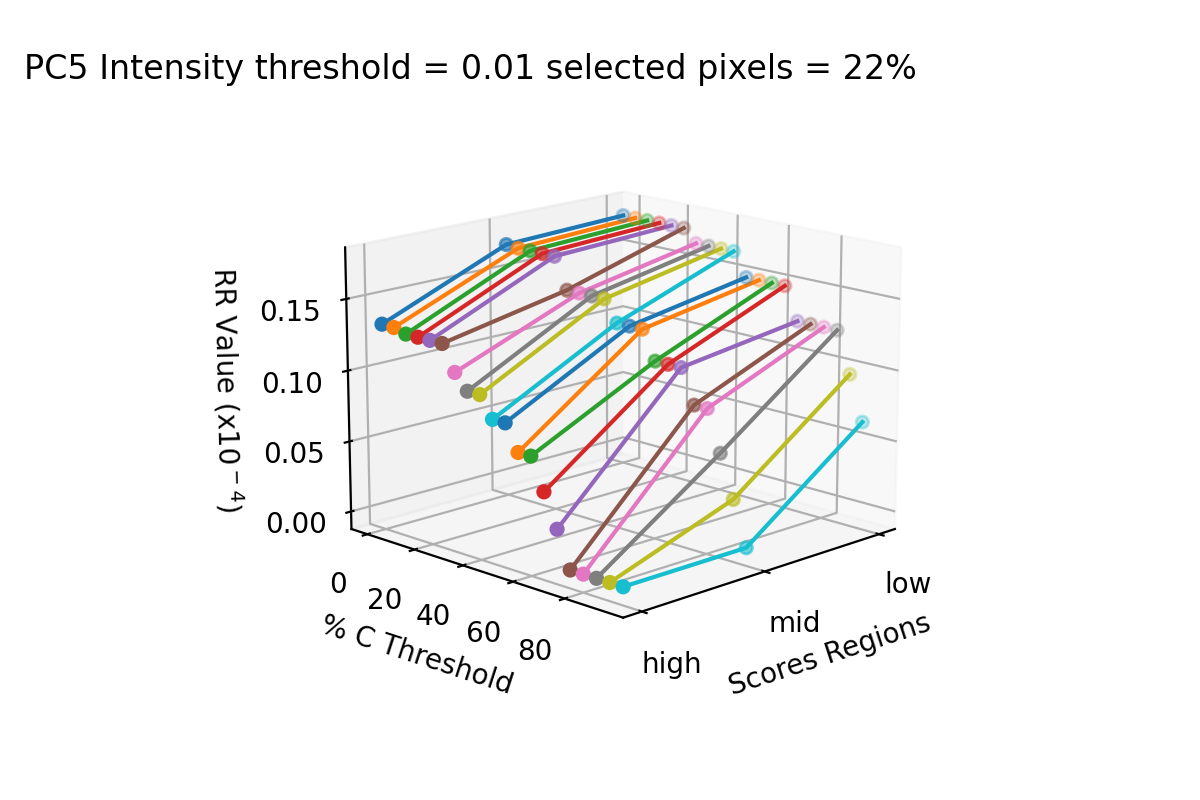 PC5 Intensity threshold = 0.01 selected pixels = 22%
RR Value (x10⁻⁴)
0.15
0.10
0.05
0.00
0
20
40
60
80
% C Threshold
high
mid
low
Scores Regions